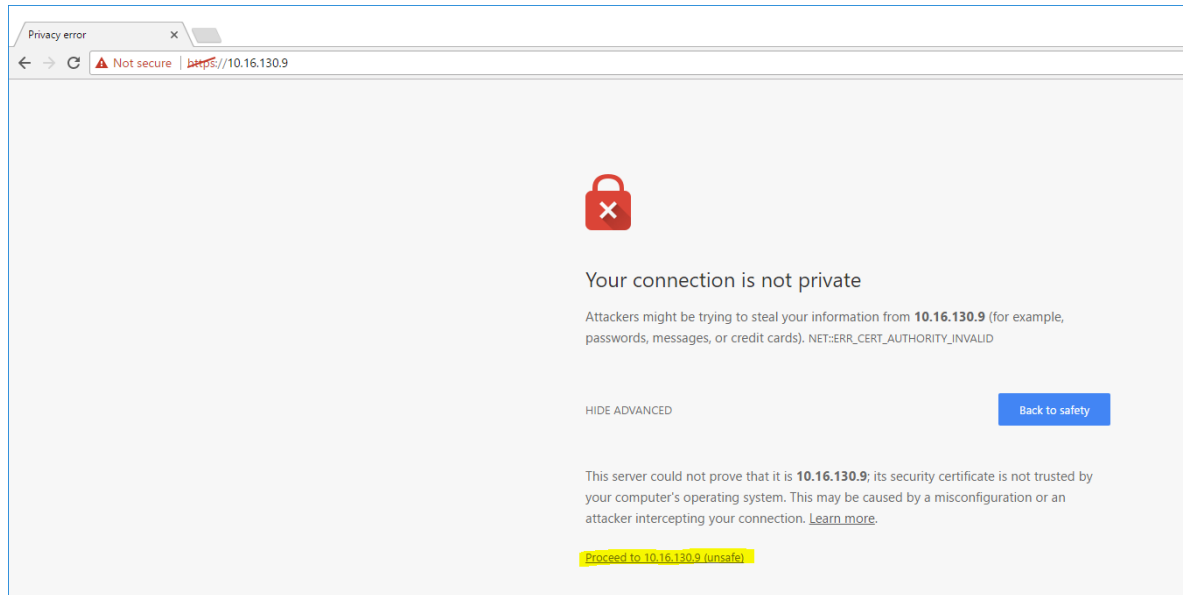 Privacy error
Not secure | https://10.16.130.9
Your connection is not private
Attackers might be trying to steal your information from 10.16.130.9 (for example,
passwords, messages, or credit cards). NET::ERR_CERT_AUTHORITY_INVALID
HIDE ADVANCED
Back to safety
This server could not prove that it is 10.16.130.9; its security certificate is not trusted by
your computer's operating system. This may be caused by a misconfiguration or an
attacker intercepting your connection. Learn more.
Proceed to 10.16.130.9 (unsafe)